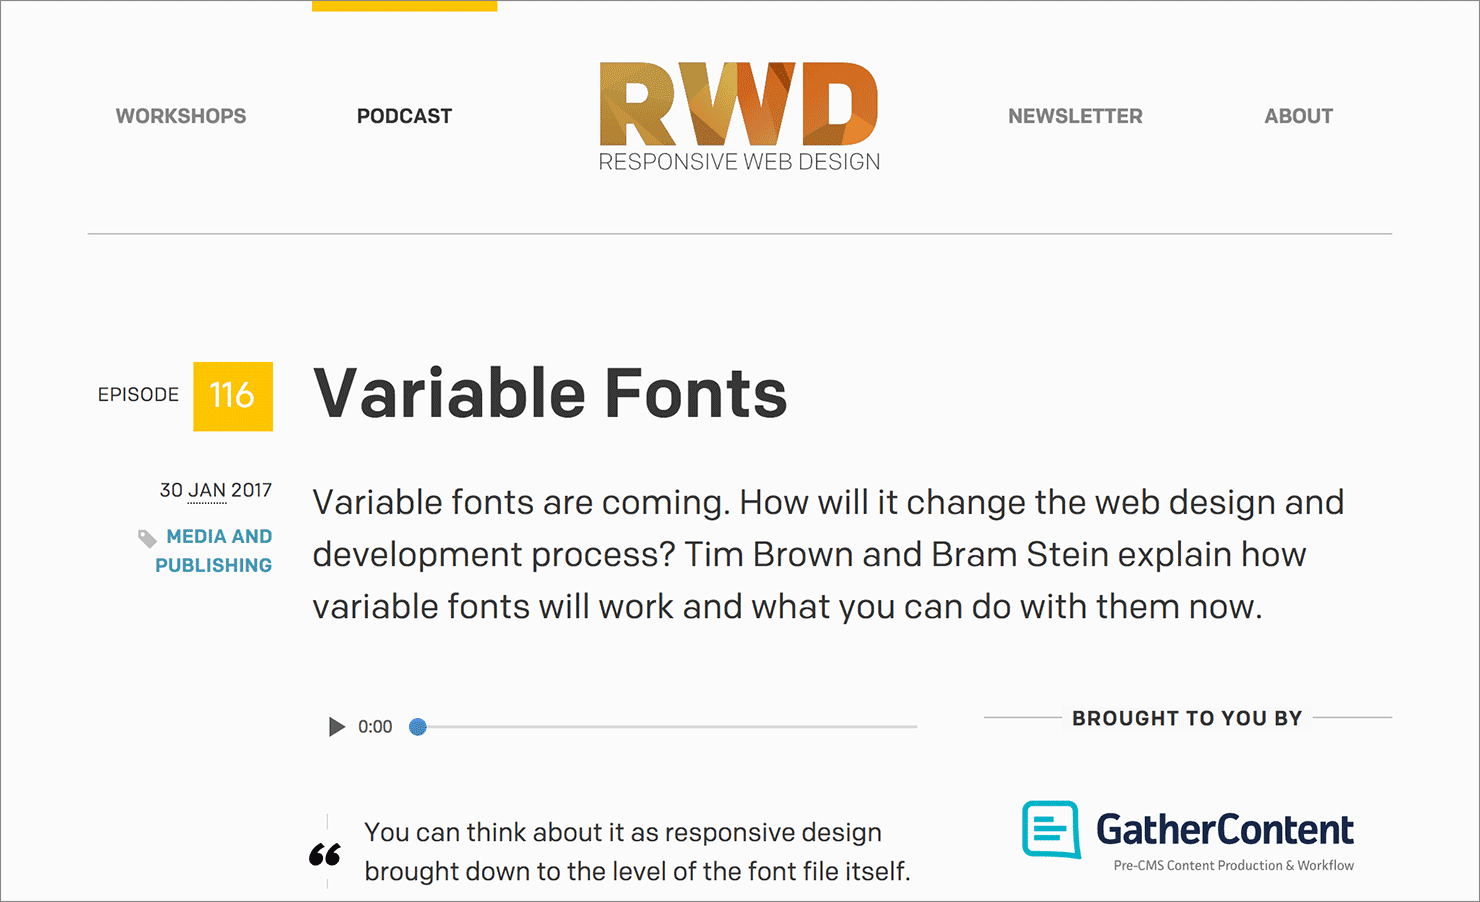 WORKSHOPS
PODCAST
RWD
RESPONSIVE WEB DESIGN
NEWSLETTER
ABOUT
EPISODE 116
Variable Fonts
30 JAN 2017
MEDIA AND
PUBLISHING
Variable fonts are coming. How will it change the web design and
development process? Tim Brown and Bram Stein explain how
variable fonts will work and what you can do with them now.
0:00
BROUGHT TO YOU BY
GatherContent
Pre-CMS Content Production & Workflow
“
You can think about it as responsive design
brought down to the level of the font file itself.